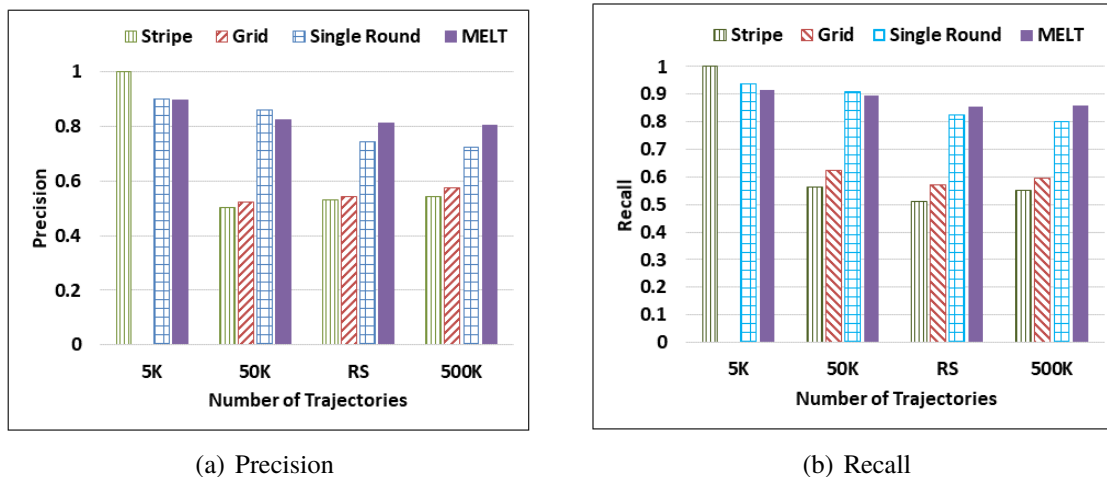 Stripe Grid Single Round MELT
1
0.8
0.6
0.4
0.2
0
Precision
5K 50K RS 500K
Number of Trajectories
(a) Precision
Stripe Grid Single Round MELT
1
0.9
0.8
0.7
0.6
0.5
0.4
0.3
0.2
0.1
0
Recall
5K 50K RS 500K
Number of Trajectories
(b) Recall